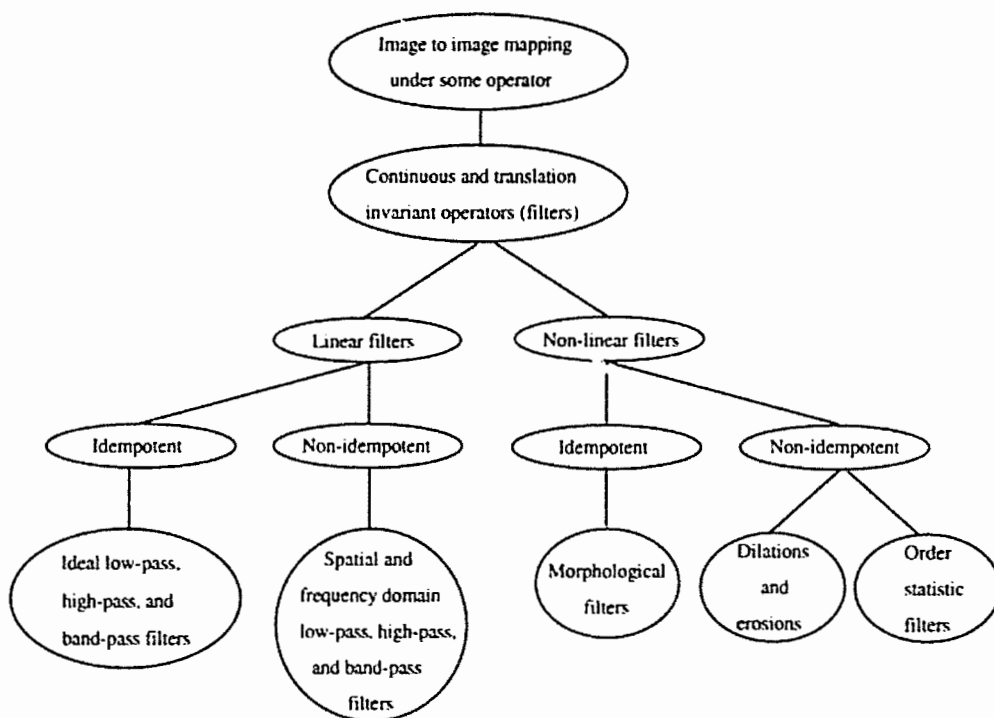 Image to image mapping
under some operator
Continuous and translation
invariant operators (filters)
Linear filters
Non-linear filters
Idempotent
Non-idempotent
Idempotent
Non-idempotent
Ideal low-pass,
high-pass, and
band-pass filters
Spatial and
frequency domain
low-pass, high-pass,
and band-pass
filters
Morphological
filters
Dilations
and
erosions
Order
statistic
filters